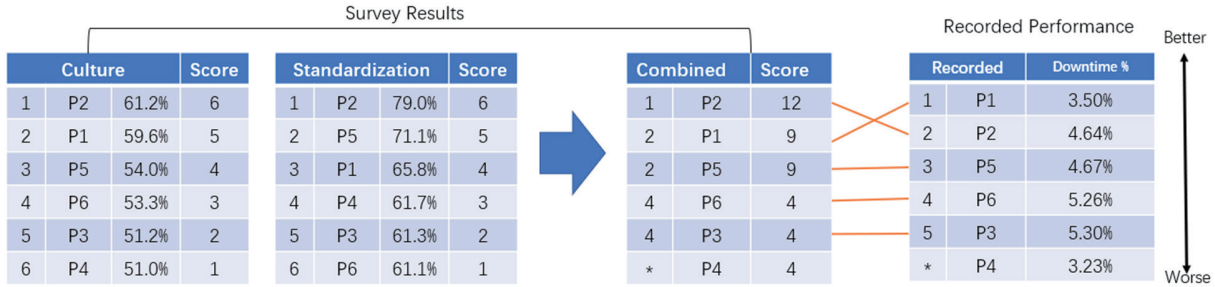 Survey Results
Recorded Performance
Better
Culture Score Standardization Score Combined Score Recorded Downtime %
1 P2 61.2% 6 1 P2 79.0% 6 1 P2 12 1 P1 3.50%
2 P1 59.6% 5 2 P5 71.1% 5 2 P1 9 2 P2 4.64%
3 P5 54.0% 4 3 P1 65.8% 4 2 P5 9 3 P5 4.67%
4 P6 53.3% 3 4 P4 61.7% 3 4 P6 4 4 P6 5.26%
5 P3 51.2% 2 5 P3 61.3% 2 4 P3 4 5 P3 5.30%
6 P4 51.0% 1 6 P6 61.1% 1 * P4 4 * P4 3.23%
Worse